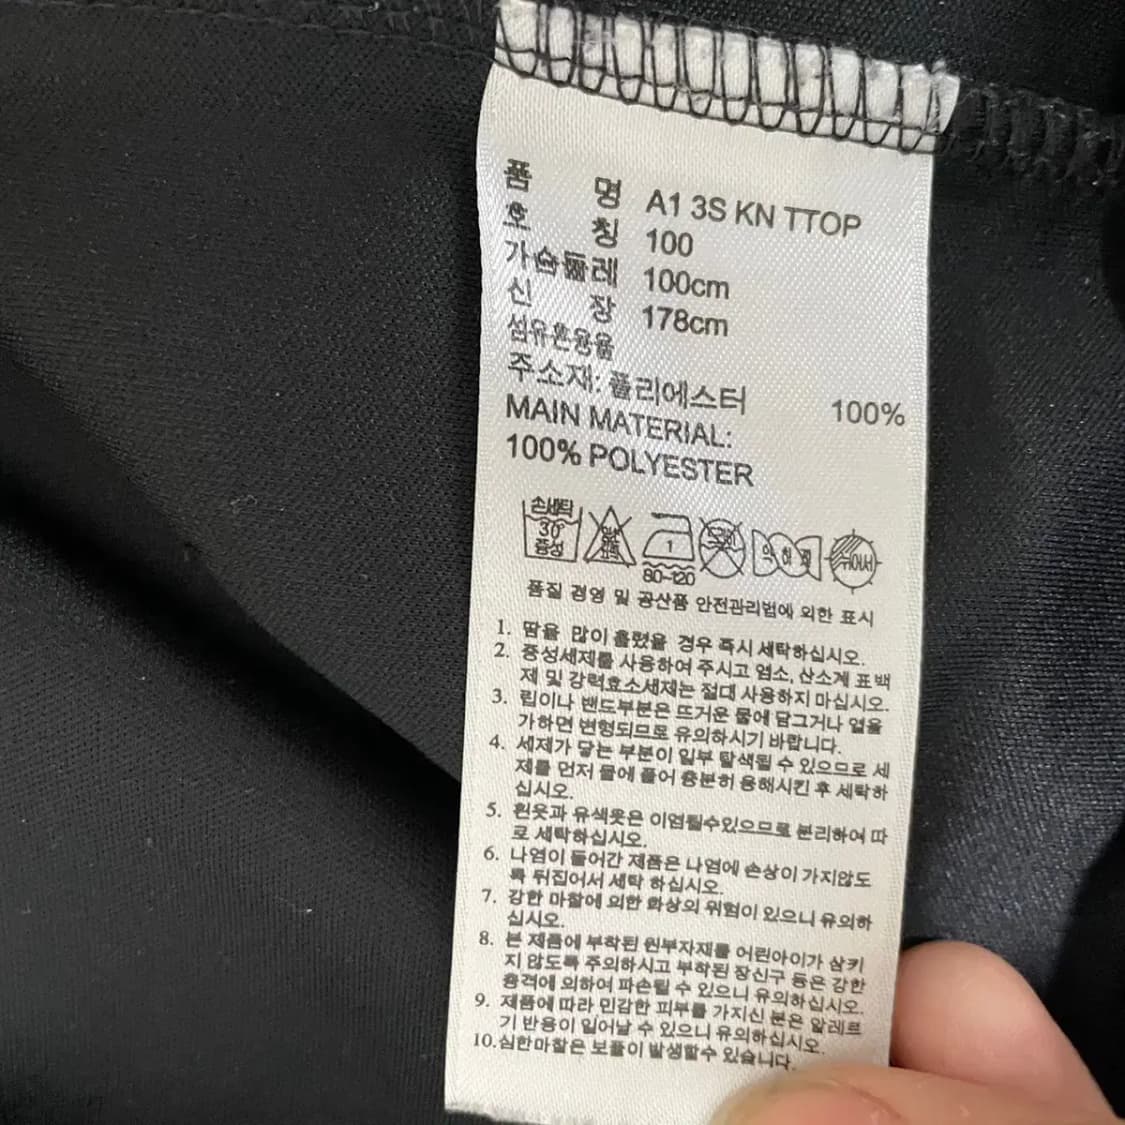 품 명 A1 3S KN TTOP
호 칭 100
가슴둘레 100cm
신 장 178cm
섬유혼용율
주소재: 폴리에스터 100%
MAIN MATERIAL:
100% POLYESTER
손세탁
30°
중성
1
80~120
뉘어서
품질 경영 및 공산품 안전관리법에 의한 표시
1. 땀을 많이 흘렸을 경우 즉시 세탁하십시오.
2. 중성세제를 사용하여 주시고 염소, 산소계 표백
제 및 강력효소세제는 절대 사용하지 마십시오.
3. 립이나 밴드부분은 뜨거운 물에 담그거나 열을
가하면 변형되므로 유의하시기 바랍니다.
4. 세제가 닿는 부분이 일부 탈색될 수 있으므로 세
제를 먼저 물에 풀어 충분히 용해시킨 후 세탁하
십시오.
5. 흰옷과 유색옷은 이염될수있으므로 분리하여 따
로 세탁하십시오.
6. 나염이 들어간 제품은 나염에 손상이 가지않도
록 뒤집어서 세탁 하십시오.
7. 강한 마찰에 의한 화상의 위험이 있으니 유의하
십시오.
8. 본 제품에 부착된 원부자재를 어린아이가 삼키
지 않도록 주의하시고 부착된 장신구 등은 강한
충격에 의하여 파손될 수 있으니 유의하십시오.
9. 제품에 따라 민감한 피부를 가지신 분은 알레르
기 반응이 일어날 수 있으니 유의하십시오.
10.심한마찰은 보풀이 발생할수 있습니다.